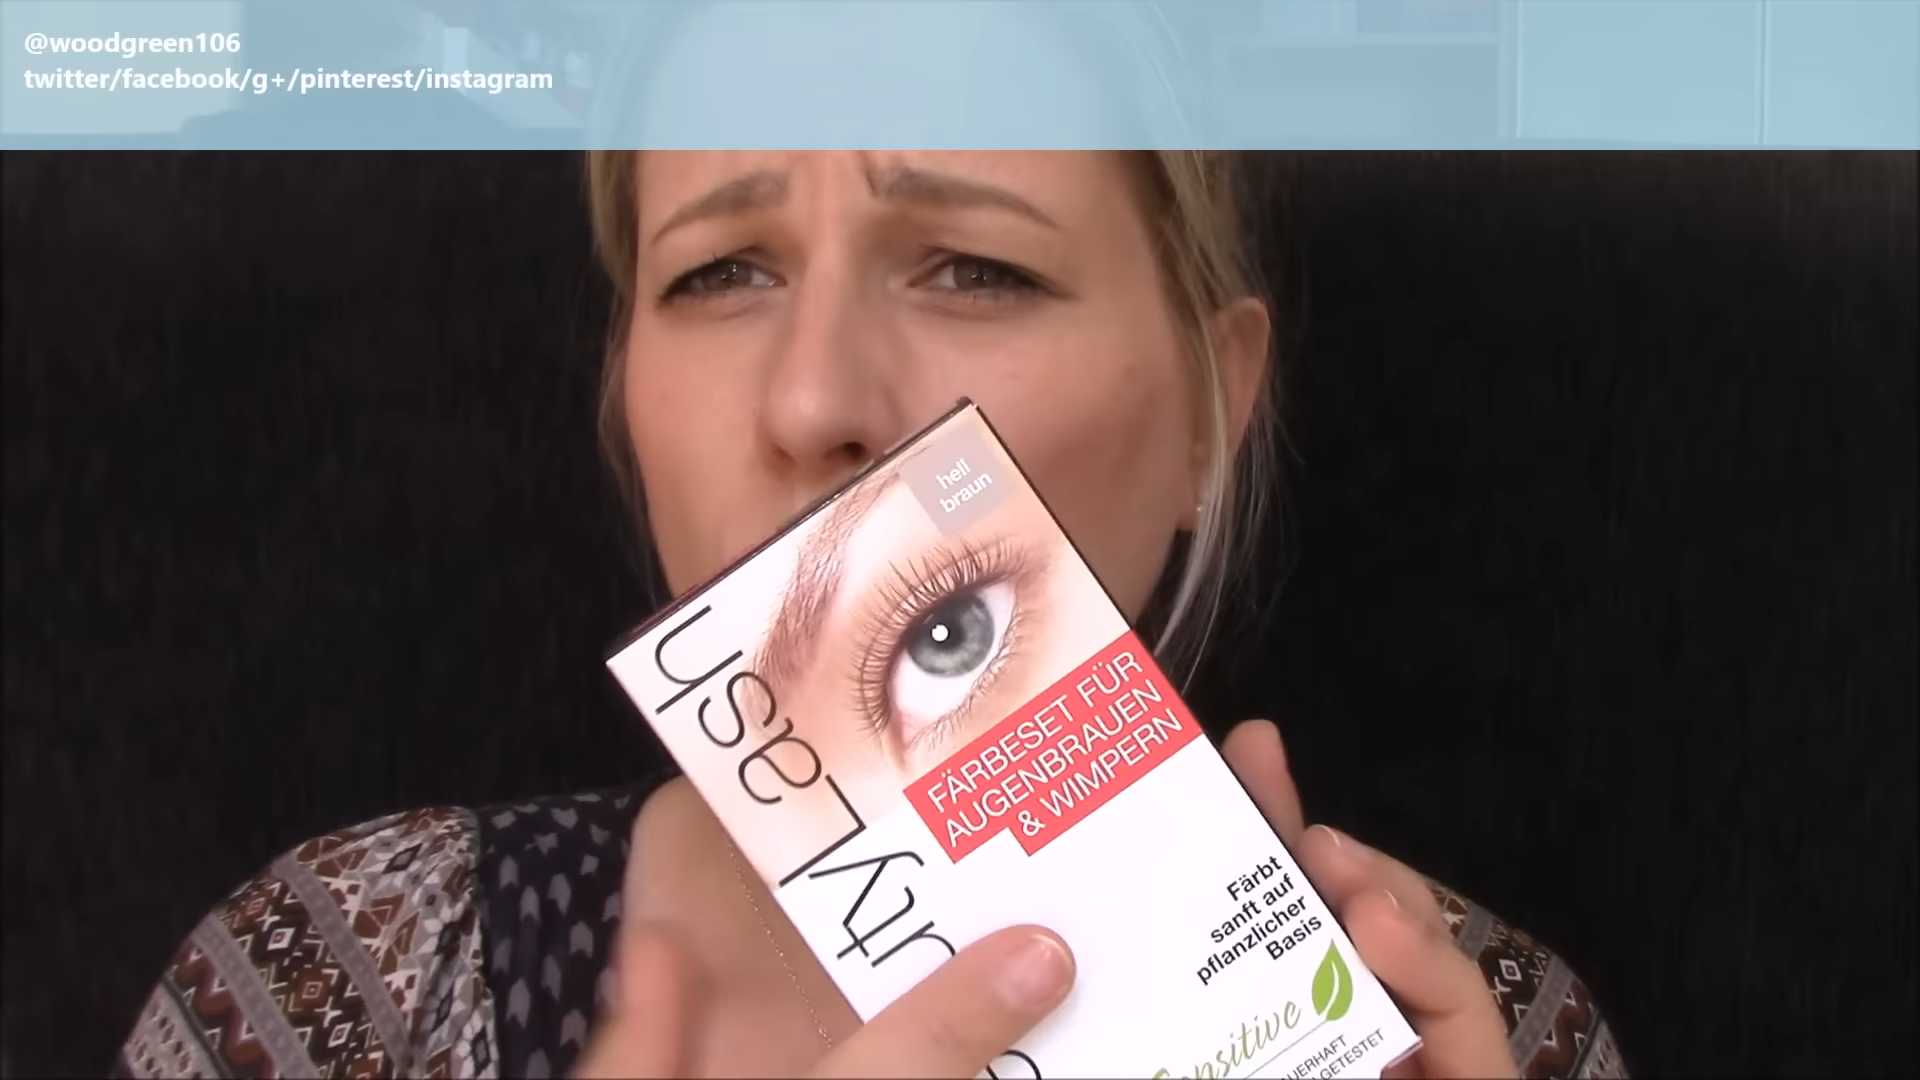 @woodgreen106
twitter/facebook/g+/pinterest/instagram
hell
braun
FÄRBESET FÜR
AUGENBRAUEN
& WIMPERN
Färbt
sanft auf
pflanzlicher
Basis